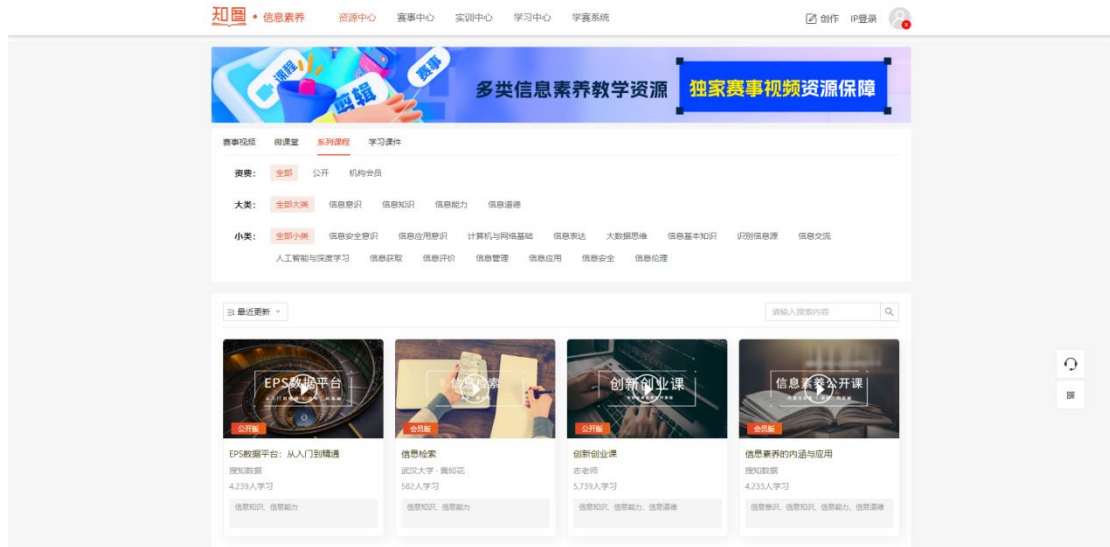 知圖 • 信息素养 资源中心 赛事中心 实训中心 学习中心 学赛系统 创作 IP登录
课程 剪辑 赛事 多类信息素养教学资源 独家赛事视频资源保障
赛事视频 微课堂 系列课程 学习课件
资费: 全部 公开 机构会员
大类: 全部大类 信息意识 信息知识 信息能力 信息道德
小类: 全部小类 信息安全意识 信息应用意识 计算机与网络基础 信息表达 大数据思维 信息基本知识 识别信息源 信息交流
人工智能与深度学习 信息获取 信息评价 信息管理 信息应用 信息安全 信息伦理
最近更新 请输入搜索内容
EPS数据平台
公开版
EPS数据平台：从入门到精通
搜知数据
4,239人学习
信息知识、信息能力
信息检索
会员版
信息检索
武汉大学 - 黄如花
582人学习
信息知识、信息能力
创新创业课
公开版
创新创业课
古老师
5,739人学习
信息知识、信息能力、信息道德
信息素养公开课
会员版
信息素养的内涵与应用
搜知数据
4,233人学习
信息意识、信息知识、信息能力、信息道德